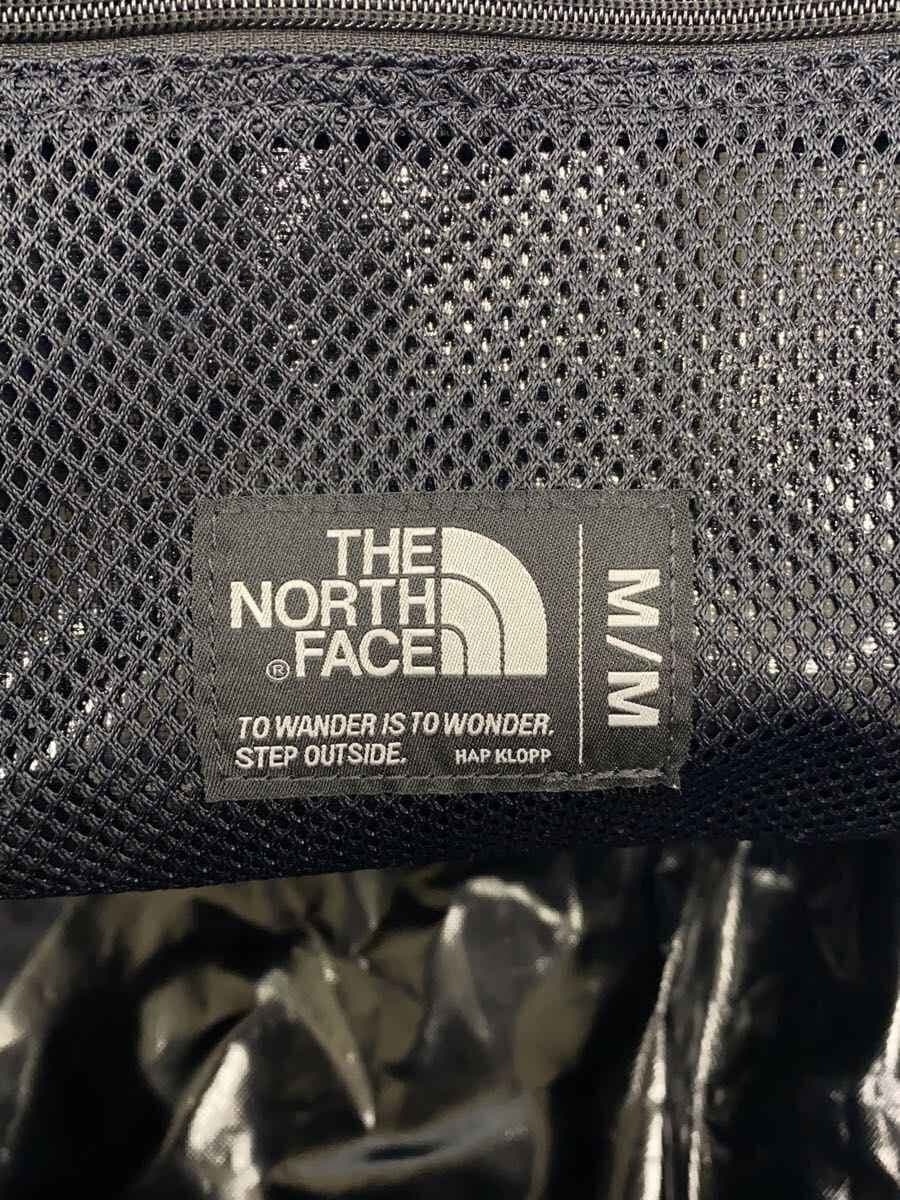 THE
NORTH
FACE
®
TO WANDER IS TO WONDER.
STEP OUTSIDE. HAP KLOPP
M/M